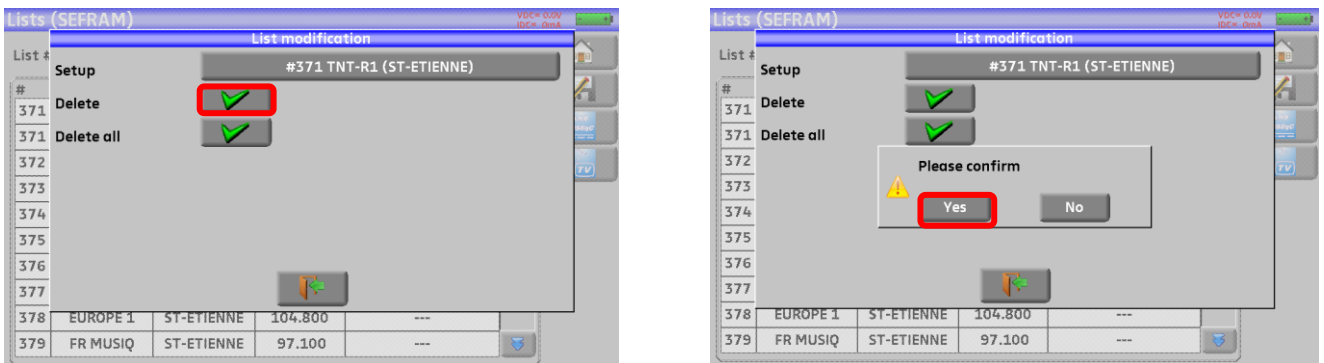 Lists (SEFRAM)
VDC= 0.0V
IDC= 0mA
List modification
List #
Setup
#371 TNT-R1 (ST-ETIENNE)
#
Delete
371
371
Delete all
372
373
374
375
376
377
378 EUROPE 1 ST-ETIENNE 104.800 ---
379 FR MUSIQ ST-ETIENNE 97.100 ---
TV
Lists (SEFRAM)
VDC= 0.0V
IDC= 0mA
List modification
List #
Setup
#371 TNT-R1 (ST-ETIENNE)
#
Delete
371
371
Delete all
372
Please confirm
373
374
Yes
No
375
376
377
378 EUROPE 1 ST-ETIENNE 104.800 ---
379 FR MUSIQ ST-ETIENNE 97.100 ---
TV